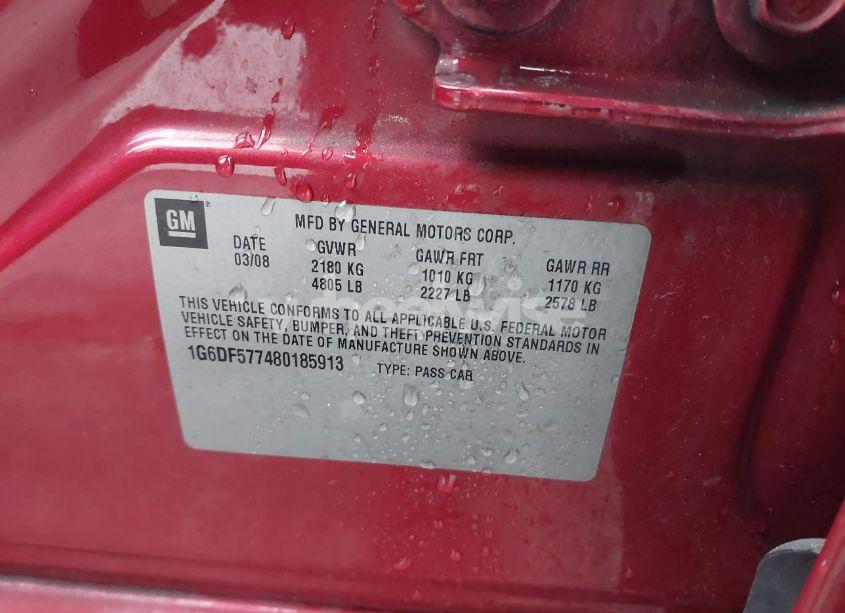 GM
MFD BY GENERAL MOTORS CORP.
DATE GVWR GAWR FRT GAWR RR
03/08 2180 KG 1010 KG 1170 KG
4805 LB 2227 LB 2578 LB
THIS VEHICLE CONFORMS TO ALL APPLICABLE U.S. FEDERAL MOTOR
VEHICLE SAFETY, BUMPER, AND THEFT PREVENTION STANDARDS IN
EFFECT ON THE DATE OF MANUFACTURE SHOWN ABOVE.
1G6DF577480185913 TYPE: PASS CAR